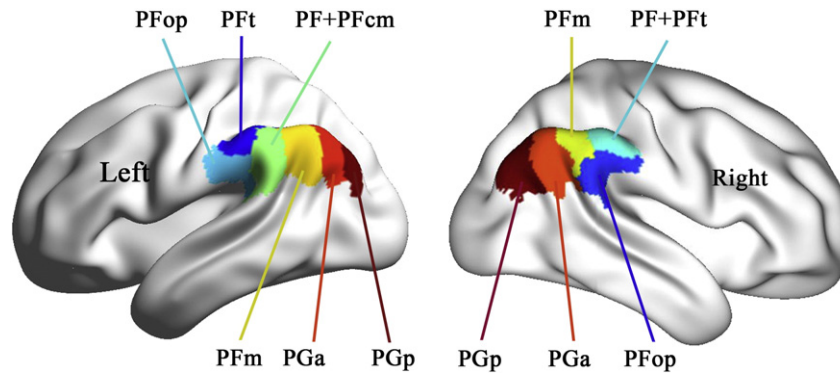 PFop PFt PF+PFcm PFm PF+PFt
Left Right
PFm PGa PGp PGp PGa PFop